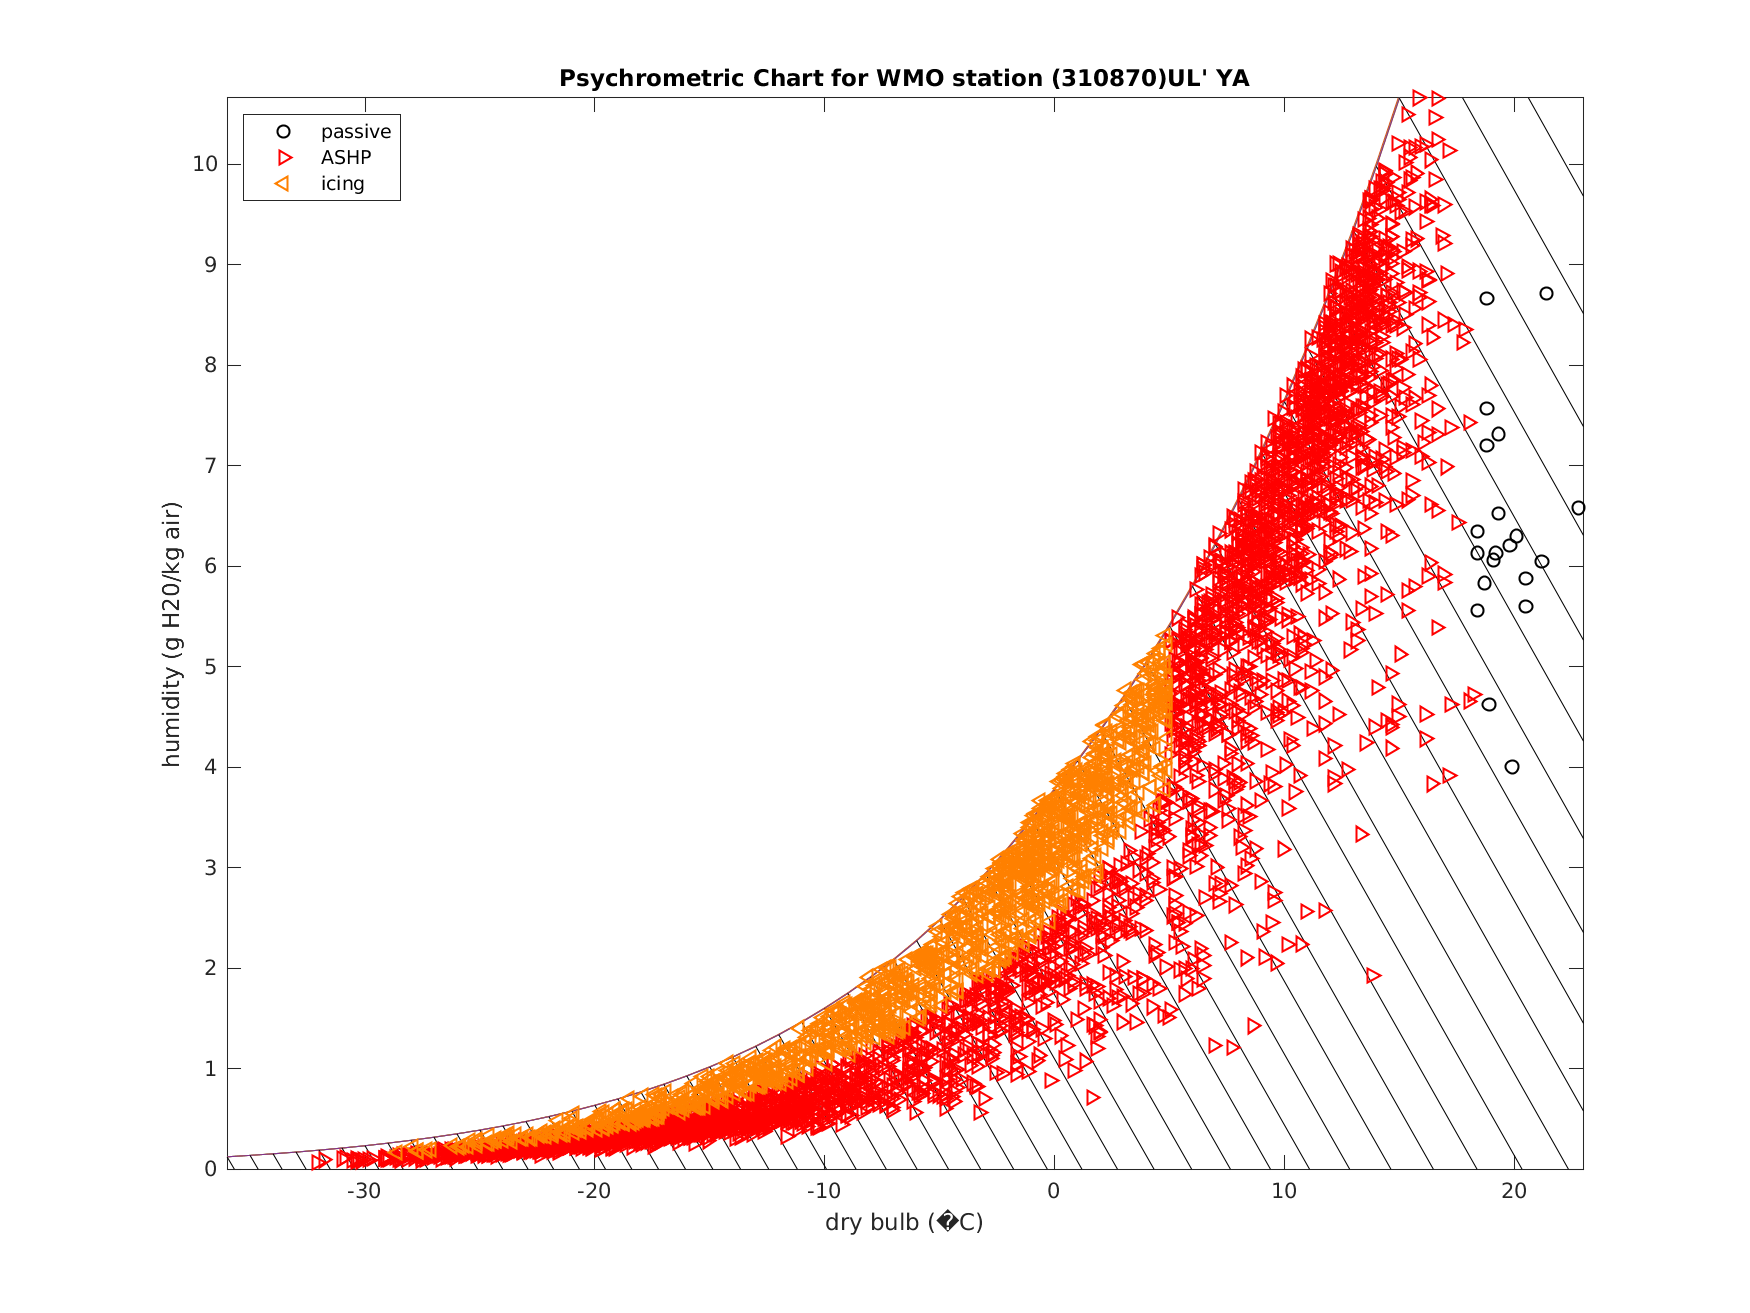 Psychrometric Chart for WMO station (310870)UL' YA
passive
ASHP
icing
humidity (g H20/kg air)
10
9
8
7
6
5
4
3
2
1
0
-30 -20 -10 0 10 20
dry bulb (�C)